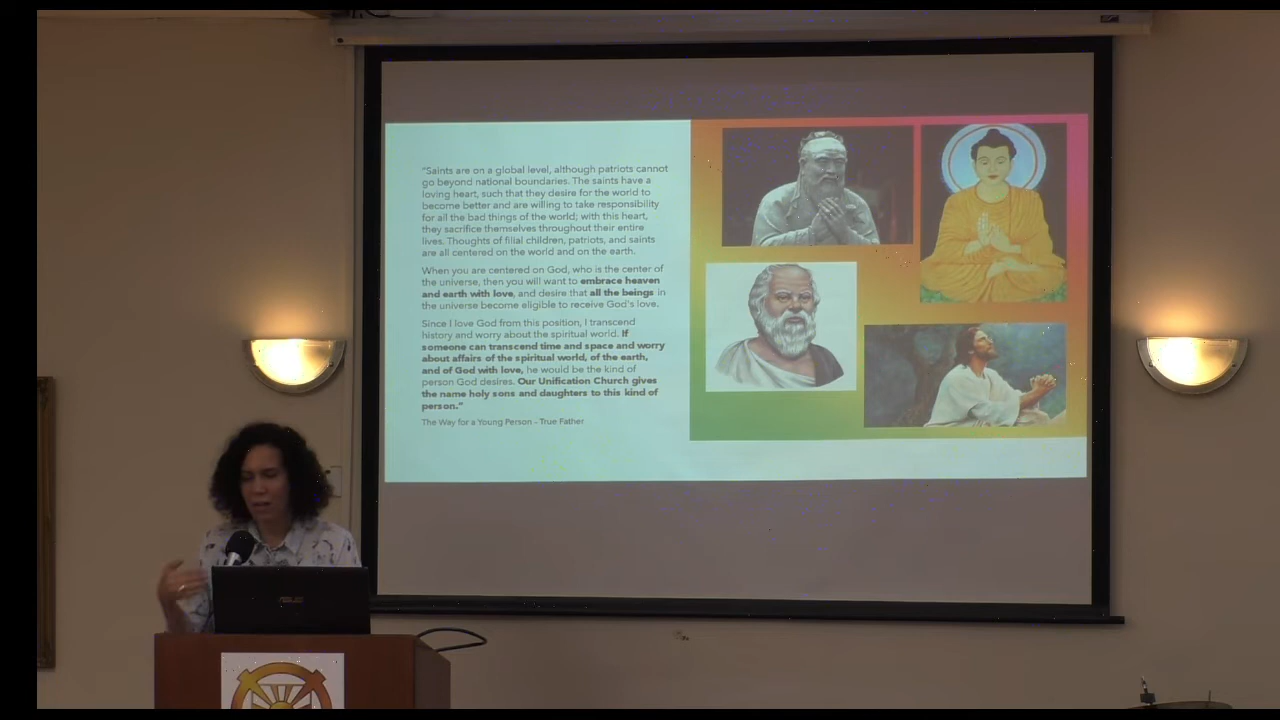 "Saints are on a global level, although patriots cannot
go beyond national boundaries. The saints have a
loving heart, such that they desire for the world to
become better and are willing to take responsibility
for all the bad things of the world; with this heart,
they sacrifice themselves throughout their entire
lives. Thoughts of filial children, patriots, and saints
are all centered on the world and on the earth.
When you are centered on God, who is the center of
the universe, then you will want to embrace heaven
and earth with love, and desire that all the beings in
the universe become eligible to receive God's love.
Since I love God from this position, I transcend
history and worry about the spiritual world. If
someone can transcend time and space and worry
about affairs of the spiritual world, of the earth,
and of God with love, he would be the kind of
person God desires. Our Unification Church gives
the name holy sons and daughters to this kind of
person."
The Way for a Young Person - True Father
ASUS